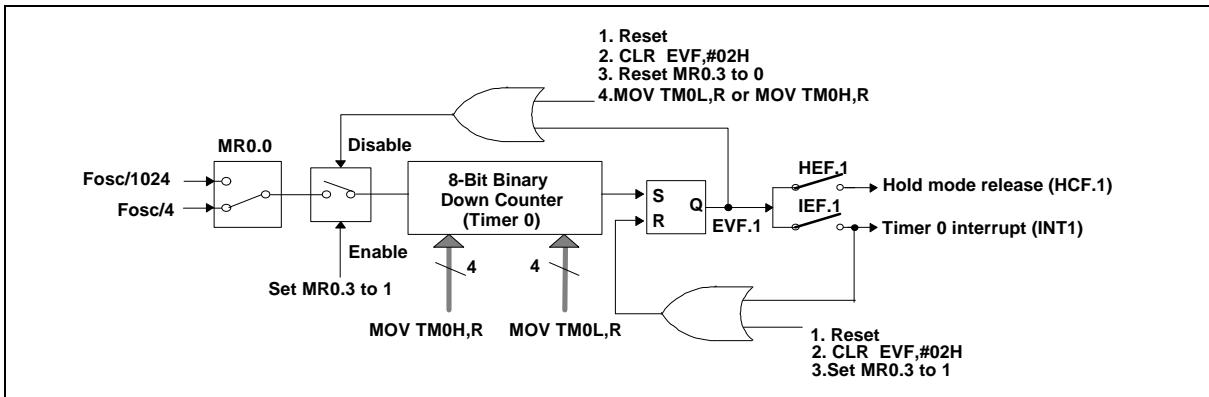 1. Reset
2. CLR EVF,#02H
3. Reset MR0.3 to 0
4.MOV TM0L,R or MOV TM0H,R
MR0.0
Disable
Fosc/1024
Fosc/4
8-Bit Binary
Down Counter
(Timer 0)
S
Q
R
EVF.1
HEF.1
Hold mode release (HCF.1)
IEF.1
Timer 0 interrupt (INT1)
Enable
Set MR0.3 to 1
4
4
MOV TM0H,R
MOV TM0L,R
1. Reset
2. CLR EVF,#02H
3.Set MR0.3 to 1